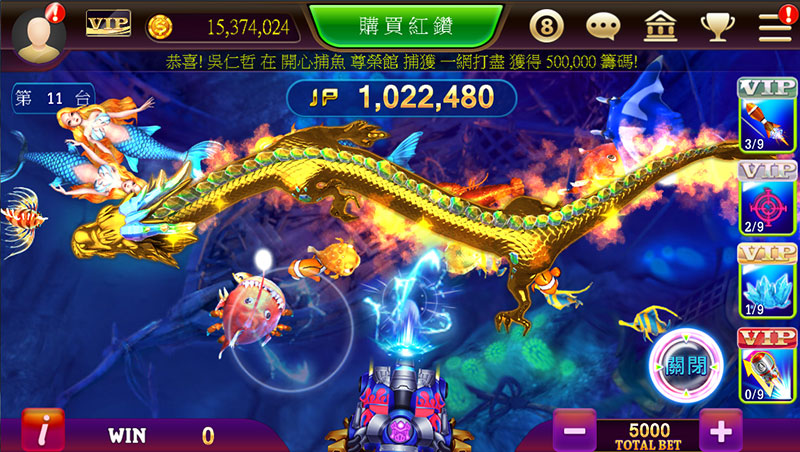 VIP
15,374,024
購買紅鑽
8
恭喜! 吳仁哲 在 開心捕魚 尊榮館 捕獲 一網打盡 獲得 500,000 籌碼!
第 11 台
JP 1,022,480
VIP
3/9
VIP
2/9
VIP
1/9
VIP
0/9
關閉
i
WIN 0
5000
TOTAL BET